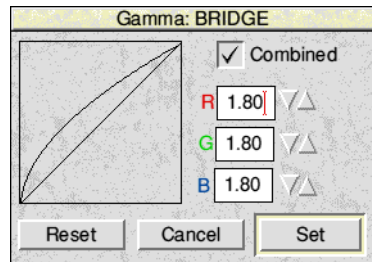 Gamma: BRIDGE
Combined
R 1.80
G 1.80
B 1.80
Reset Cancel Set